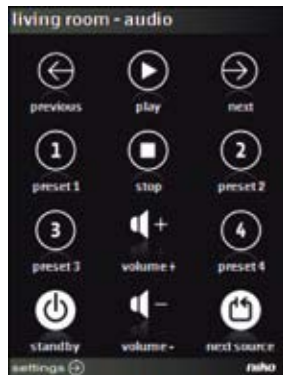 living room - audio
previous play next
1 2
preset 1 stop preset 2
3 + 4
preset 3 volume+ preset 4
standby volume- next source
settings niko